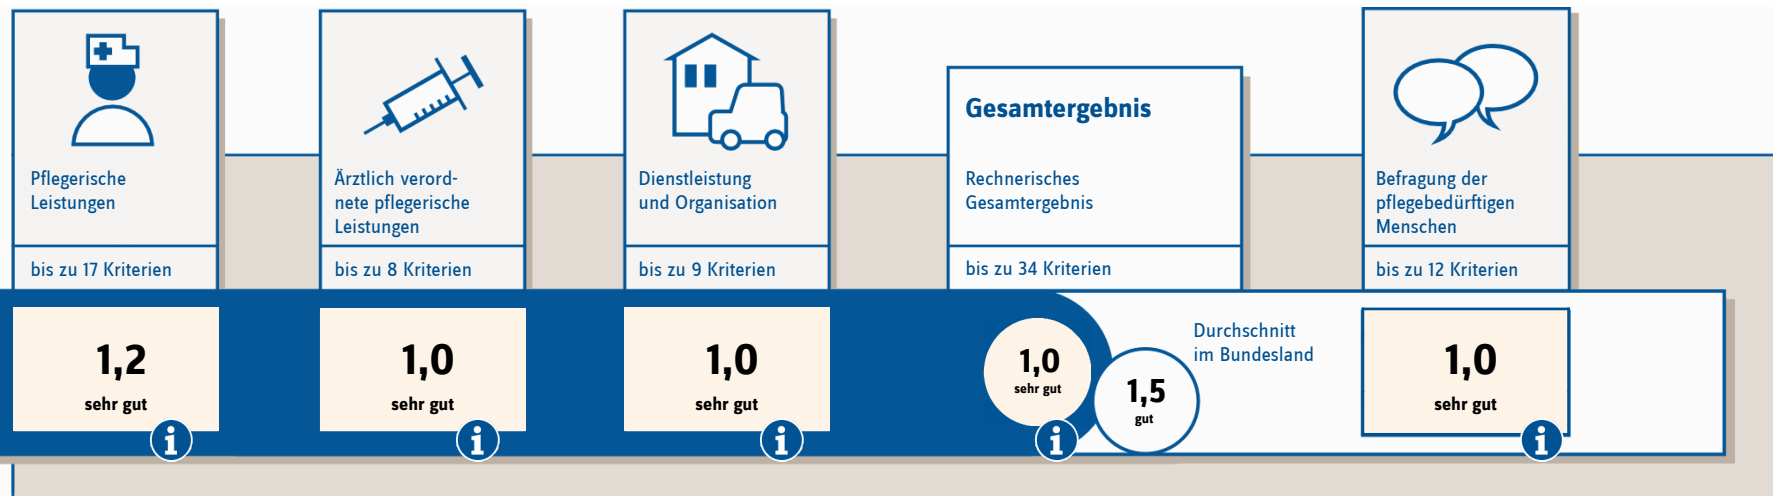 Pflegerische
Leistungen
bis zu 17 Kriterien
1,2
sehr gut
Ärztlich verord-
nete pflegerische
Leistungen
bis zu 8 Kriterien
1,0
sehr gut
Dienstleistung
und Organisation
bis zu 9 Kriterien
1,0
sehr gut
Gesamtergebnis
Rechnerisches
Gesamtergebnis
bis zu 34 Kriterien
1,0
sehr gut
1,5
gut
Durchschnitt
im Bundesland
Befragung der
pflegebedürftigen
Menschen
bis zu 12 Kriterien
1,0
sehr gut